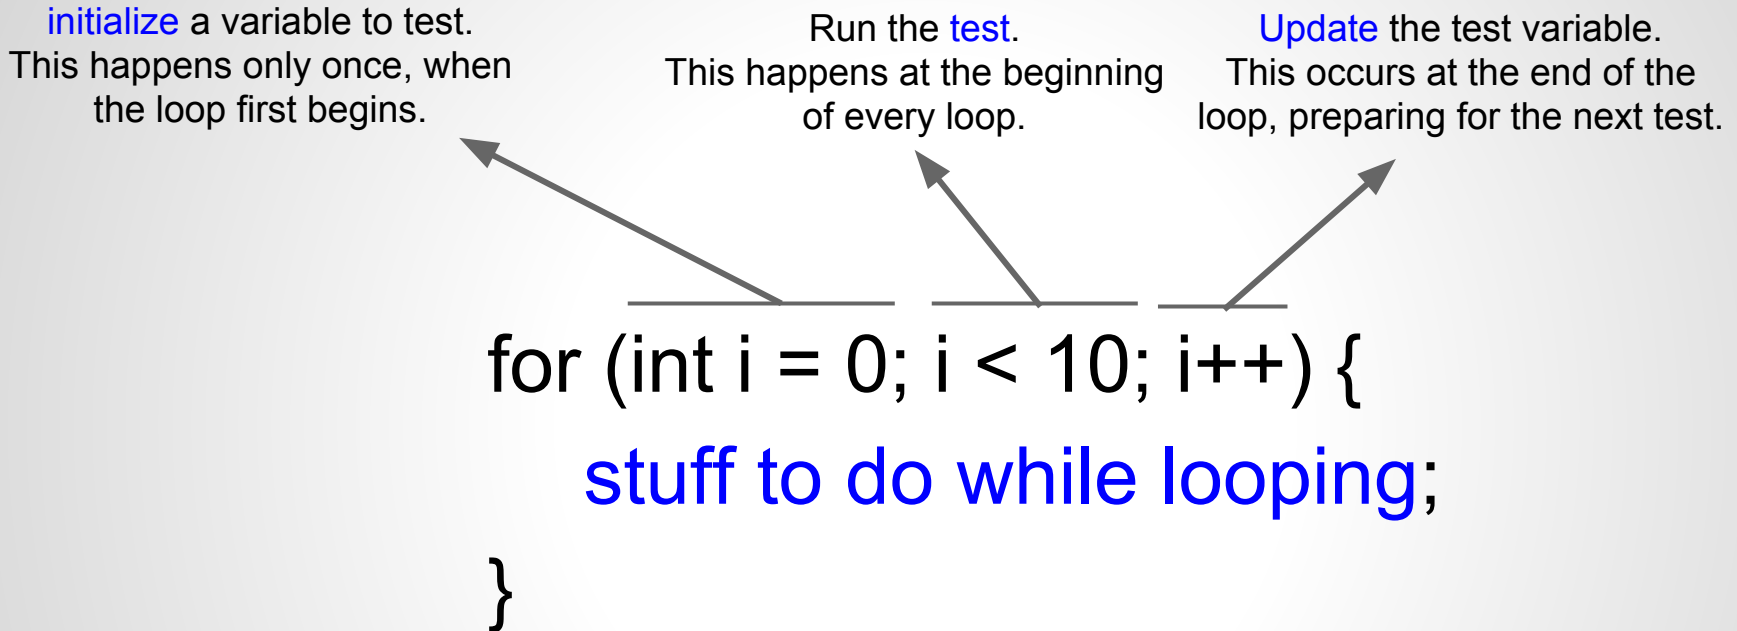 initialize a variable to test.
This happens only once, when
the loop first begins.
Run the test.
This happens at the beginning
of every loop.
Update the test variable.
This occurs at the end of the
loop, preparing for the next test.
for (int i = 0; i < 10; i++) {
stuff to do while looping;
}